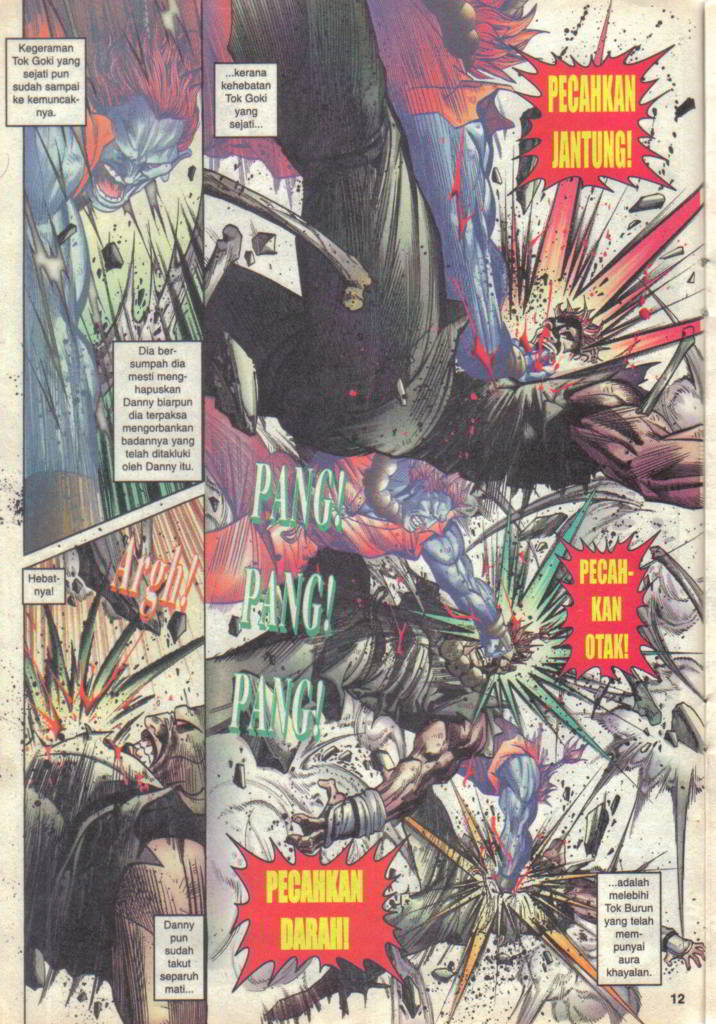 Kegeraman
Tok Goki yang
sejati pun
sudah sampai
ke kemuncak-
nya.
Dia ber-
sumpah dia
mesti meng-
hapuskan
Danny biarpun
dia terpaksa
mengorbankan
badannya yang
telah ditakluki
oleh Danny itu.
Hebat-
nya!
Argh!
Danny
pun
sudah
takut
separuh
mati...
...kerana
kehebatan
Tok Goki
yang
sejati...
PECAHKAN
JANTUNG!
PANG!
PANG!
PANG!
PECAH-
KAN
OTAK!
PECAHKAN
DARAH!
...adalah
melebihi
Tok Burun
yang telah
mem-
punyai
aura
khayalan.
12